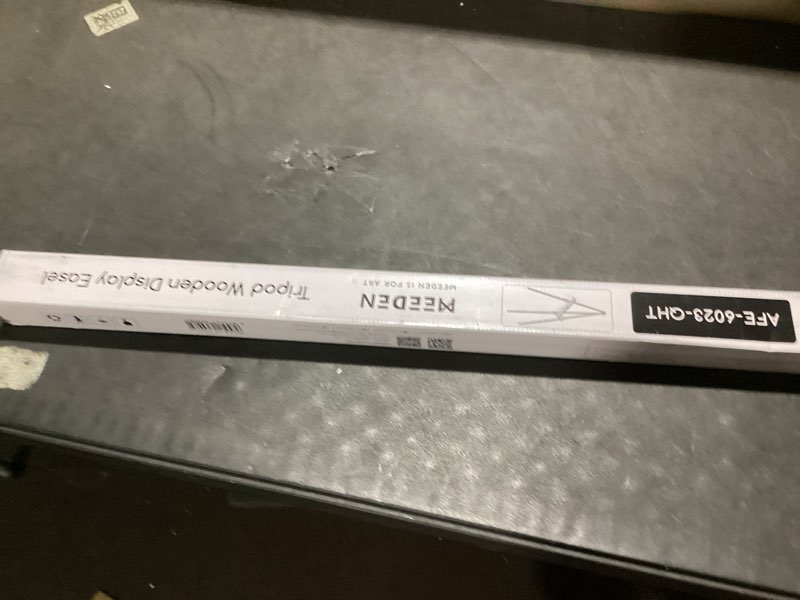 AFE-6023-QHT
MEEDEN
MEEDEN IS FOR ART
Tripod Wooden Display Easel